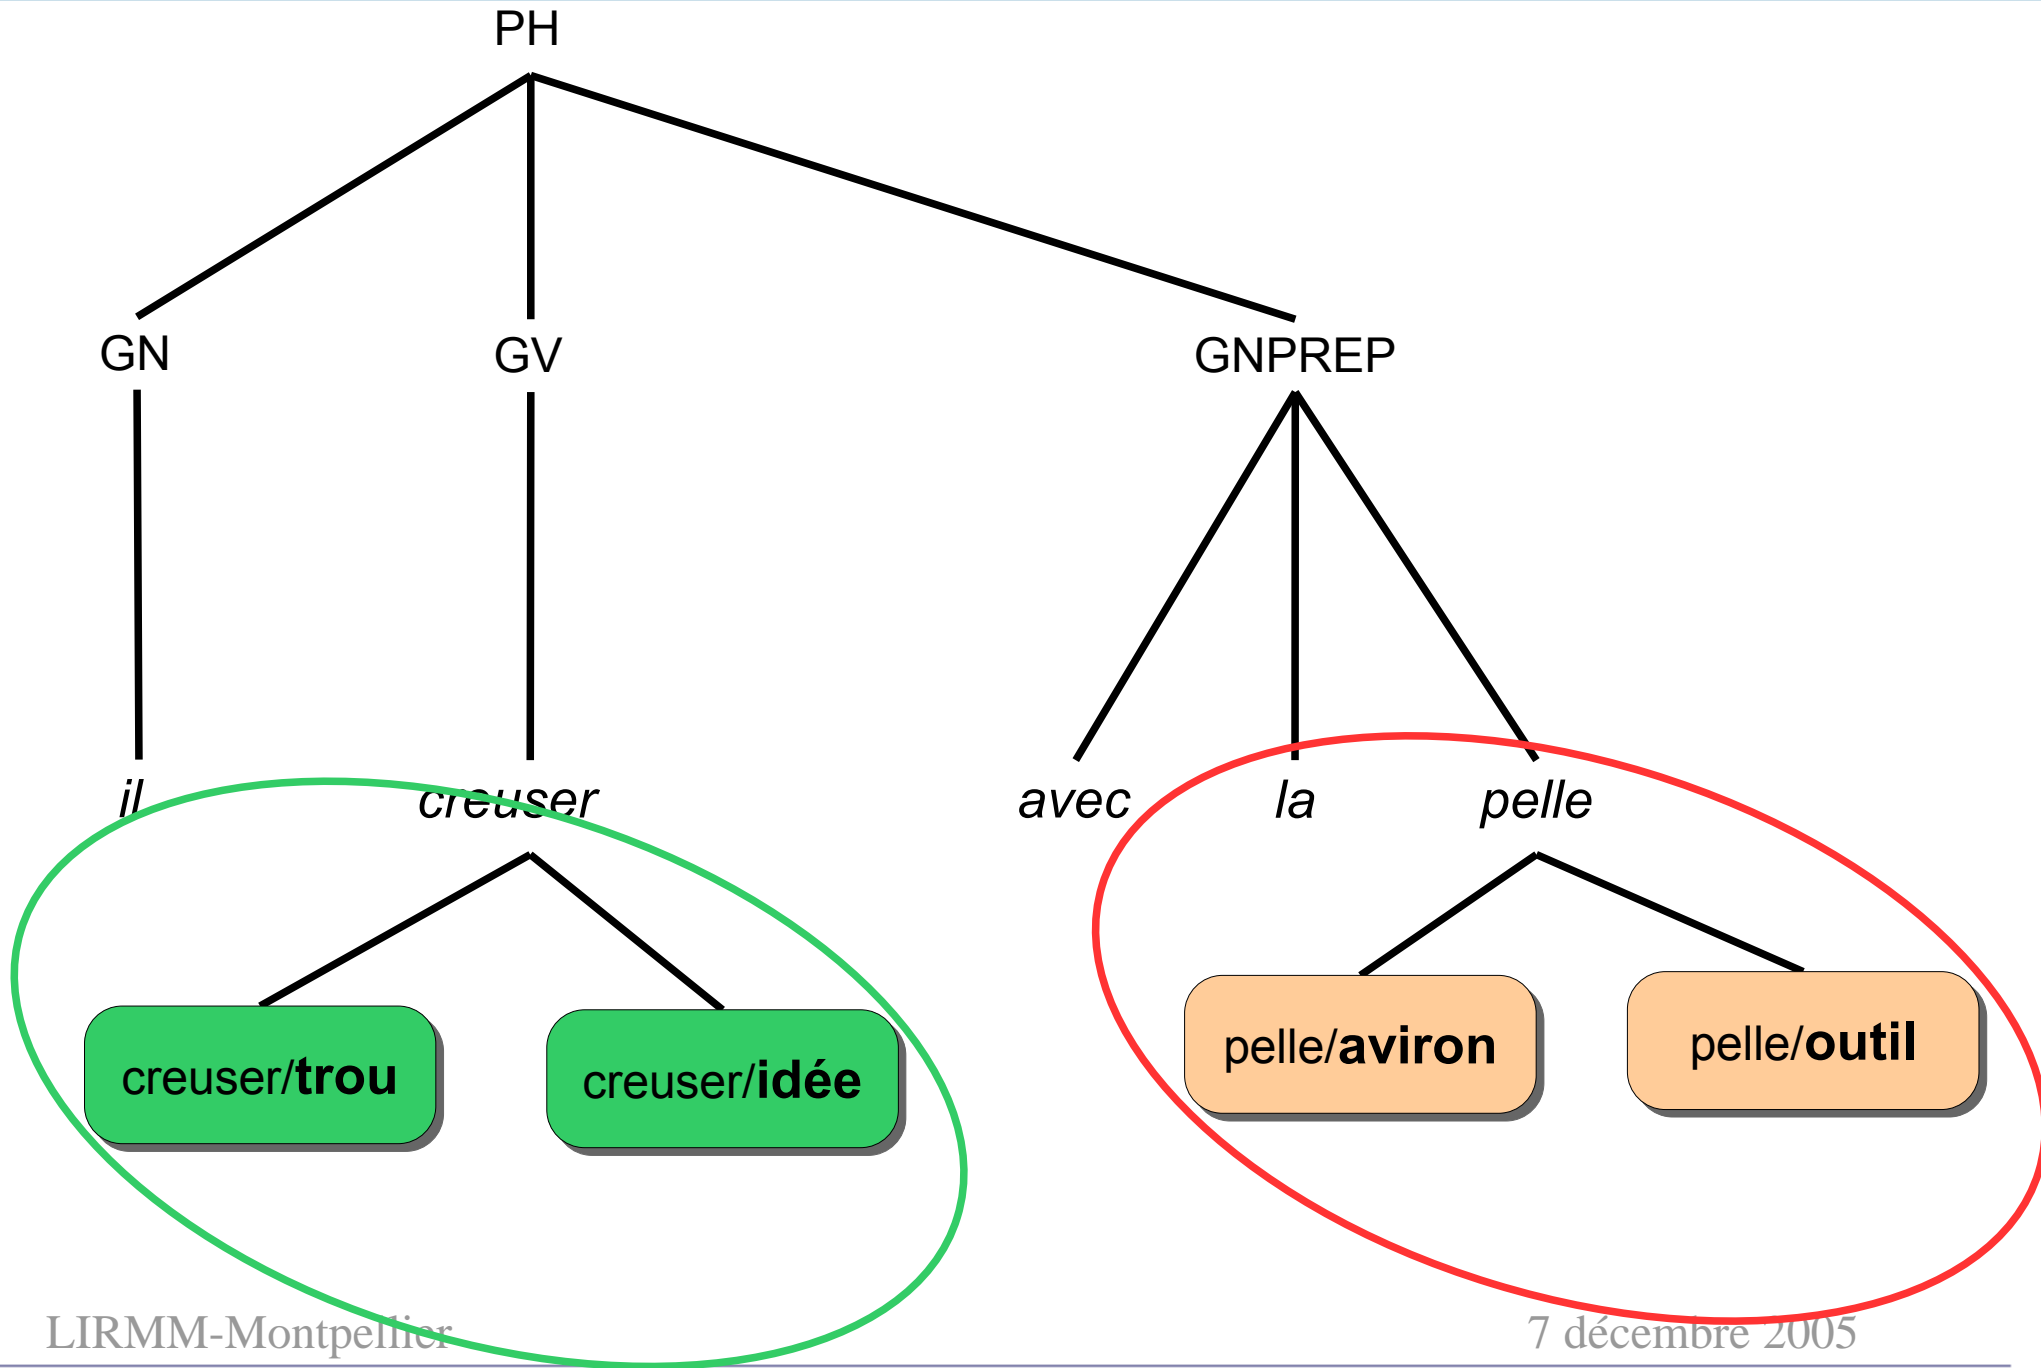 PH
GN GV GNPREP
il creuser avec la pelle
creuser/trou creuser/idée pelle/aviron pelle/outil
LIRMM-Montpellier 7 décembre 2005